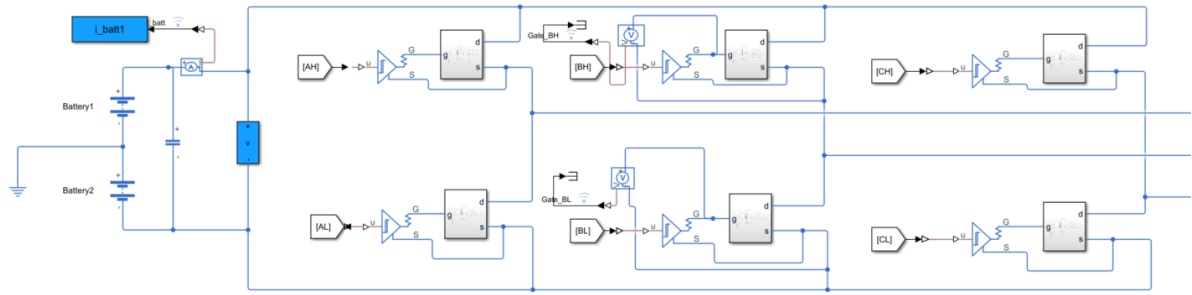 i_batt1
batt
A
Battery1
Battery2
+
-
+
-
+
-
+
v
-
[AH]
u
G
S
g
d
s
Gate_BH
V
[BH]
u
G
S
g
d
s
[CH]
u
G
S
g
d
s
[AL]
u
G
S
g
d
s
Gate_BL
V
[BL]
u
G
S
g
d
s
[CL]
u
G
S
g
d
s